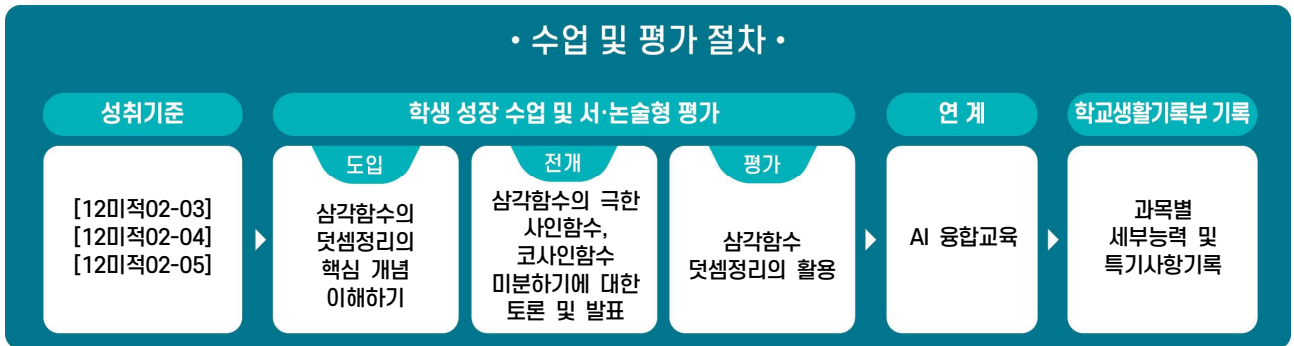 • 수업 및 평가 절차 •
성취기준
학생 성장 수업 및 서·논술형 평가
연 계
학교생활기록부 기록
[12미적02-03]
[12미적02-04]
[12미적02-05]
도입
삼각함수의
덧셈정리의
핵심 개념
이해하기
전개
삼각함수의 극한
사인함수,
코사인함수
미분하기에 대한
토론 및 발표
평가
삼각함수
덧셈정리의 활용
AI 융합교육
과목별
세부능력 및
특기사항기록